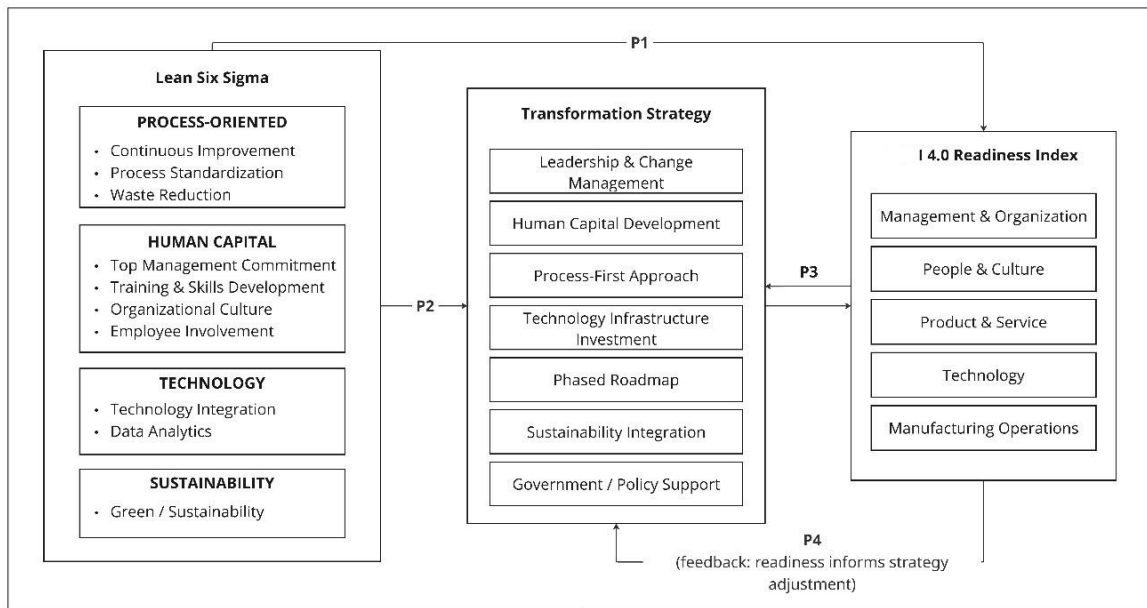 P1
Lean Six Sigma
PROCESS-ORIENTED
• Continuous Improvement
• Process Standardization
• Waste Reduction
HUMAN CAPITAL
• Top Management Commitment
• Training & Skills Development
• Organizational Culture
• Employee Involvement
TECHNOLOGY
• Technology Integration
• Data Analytics
SUSTAINABILITY
• Green / Sustainability
P2
Transformation Strategy
Leadership & Change
Management
Human Capital Development
Process-First Approach
Technology Infrastructure
Investment
Phased Roadmap
Sustainability Integration
Government / Policy Support
P3
I 4.0 Readiness Index
Management & Organization
People & Culture
Product & Service
Technology
Manufacturing Operations
P4
(feedback: readiness informs strategy
adjustment)